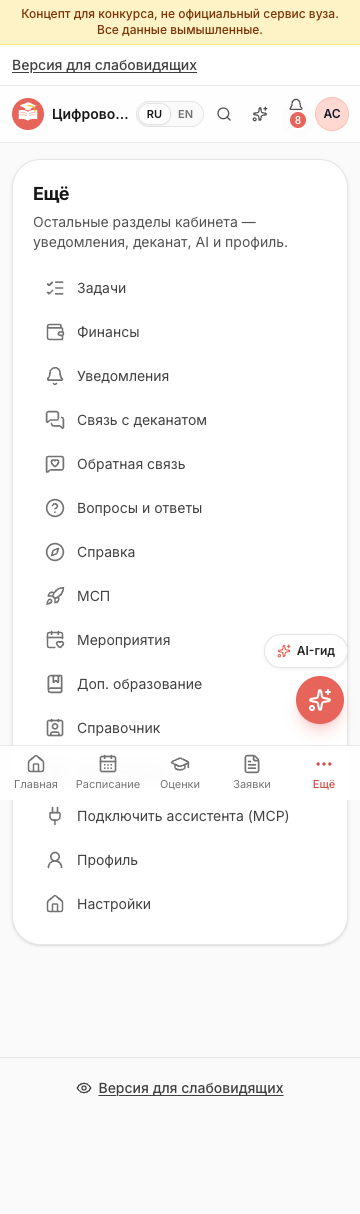 Концепт для конкурса, не официальный сервис вуза.
Все данные вымышленные.
Версия для слабовидящих
Цифрово...
RU
EN
8
АС
Ещё
Остальные разделы кабинета —
уведомления, деканат, AI и профиль.
Задачи
Финансы
Уведомления
Связь с деканатом
Обратная связь
Вопросы и ответы
Справка
МСП
Мероприятия
AI-гид
Доп. образование
Справочник
Главная
Расписание
Оценки
Заявки
Ещё
Подключить ассистента (MCP)
Профиль
Настройки
Версия для слабовидящих